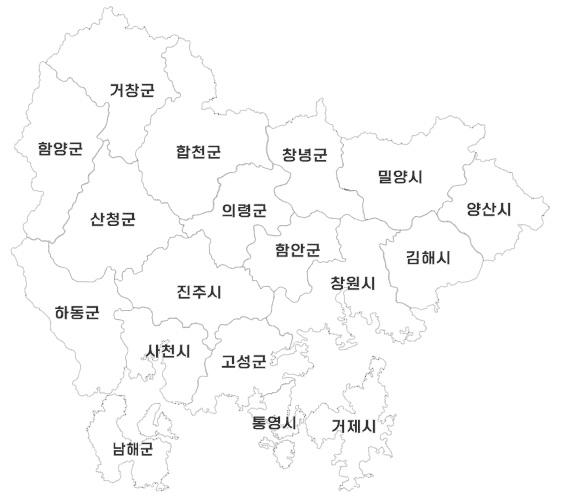 거창군
함양군
합천군
창녕군
밀양시
산청군
의령군
양산시
함안군
김해시
진주시
창원시
하동군
사천시
고성군
통영시
거제시
남해군